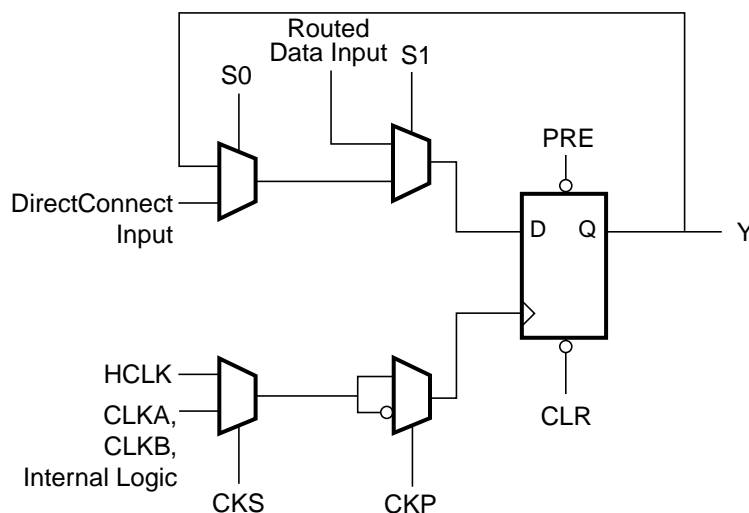 Routed
Data Input
S1
S0
PRE
DirectConnect
Input
D
Q
Y
HCLK
CLKA,
CLKB,
Internal Logic
CLR
CKS
CKP